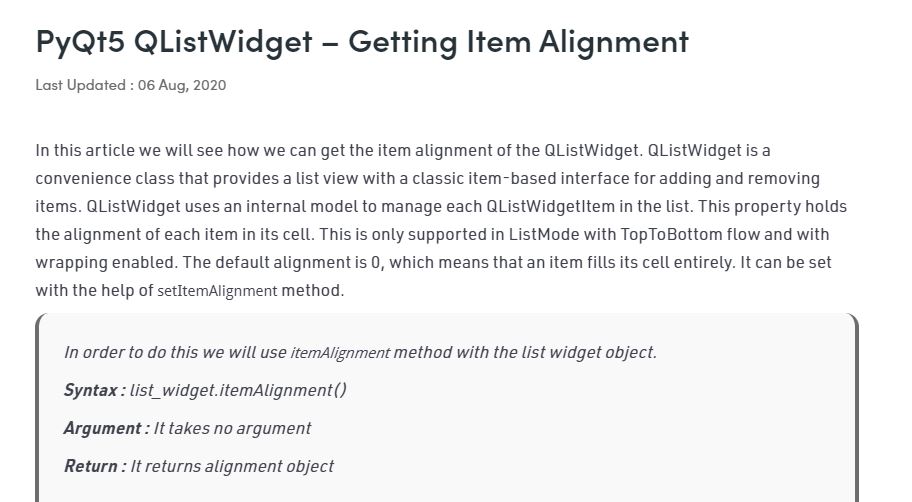 PyQt5 QListWidget – Getting Item Alignment
Last Updated : 06 Aug, 2020
In this article we will see how we can get the item alignment of the QListWidget. QListWidget is a
convenience class that provides a list view with a classic item-based interface for adding and removing
items. QListWidget uses an internal model to manage each QListWidgetItem in the list. This property holds
the alignment of each item in its cell. This is only supported in ListMode with TopToBottom flow and with
wrapping enabled. The default alignment is 0, which means that an item fills its cell entirely. It can be set
with the help of setItemAlignment method.
In order to do this we will use itemAlignment method with the list widget object.
Syntax : list_widget.itemAlignment()
Argument : It takes no argument
Return : It returns alignment object